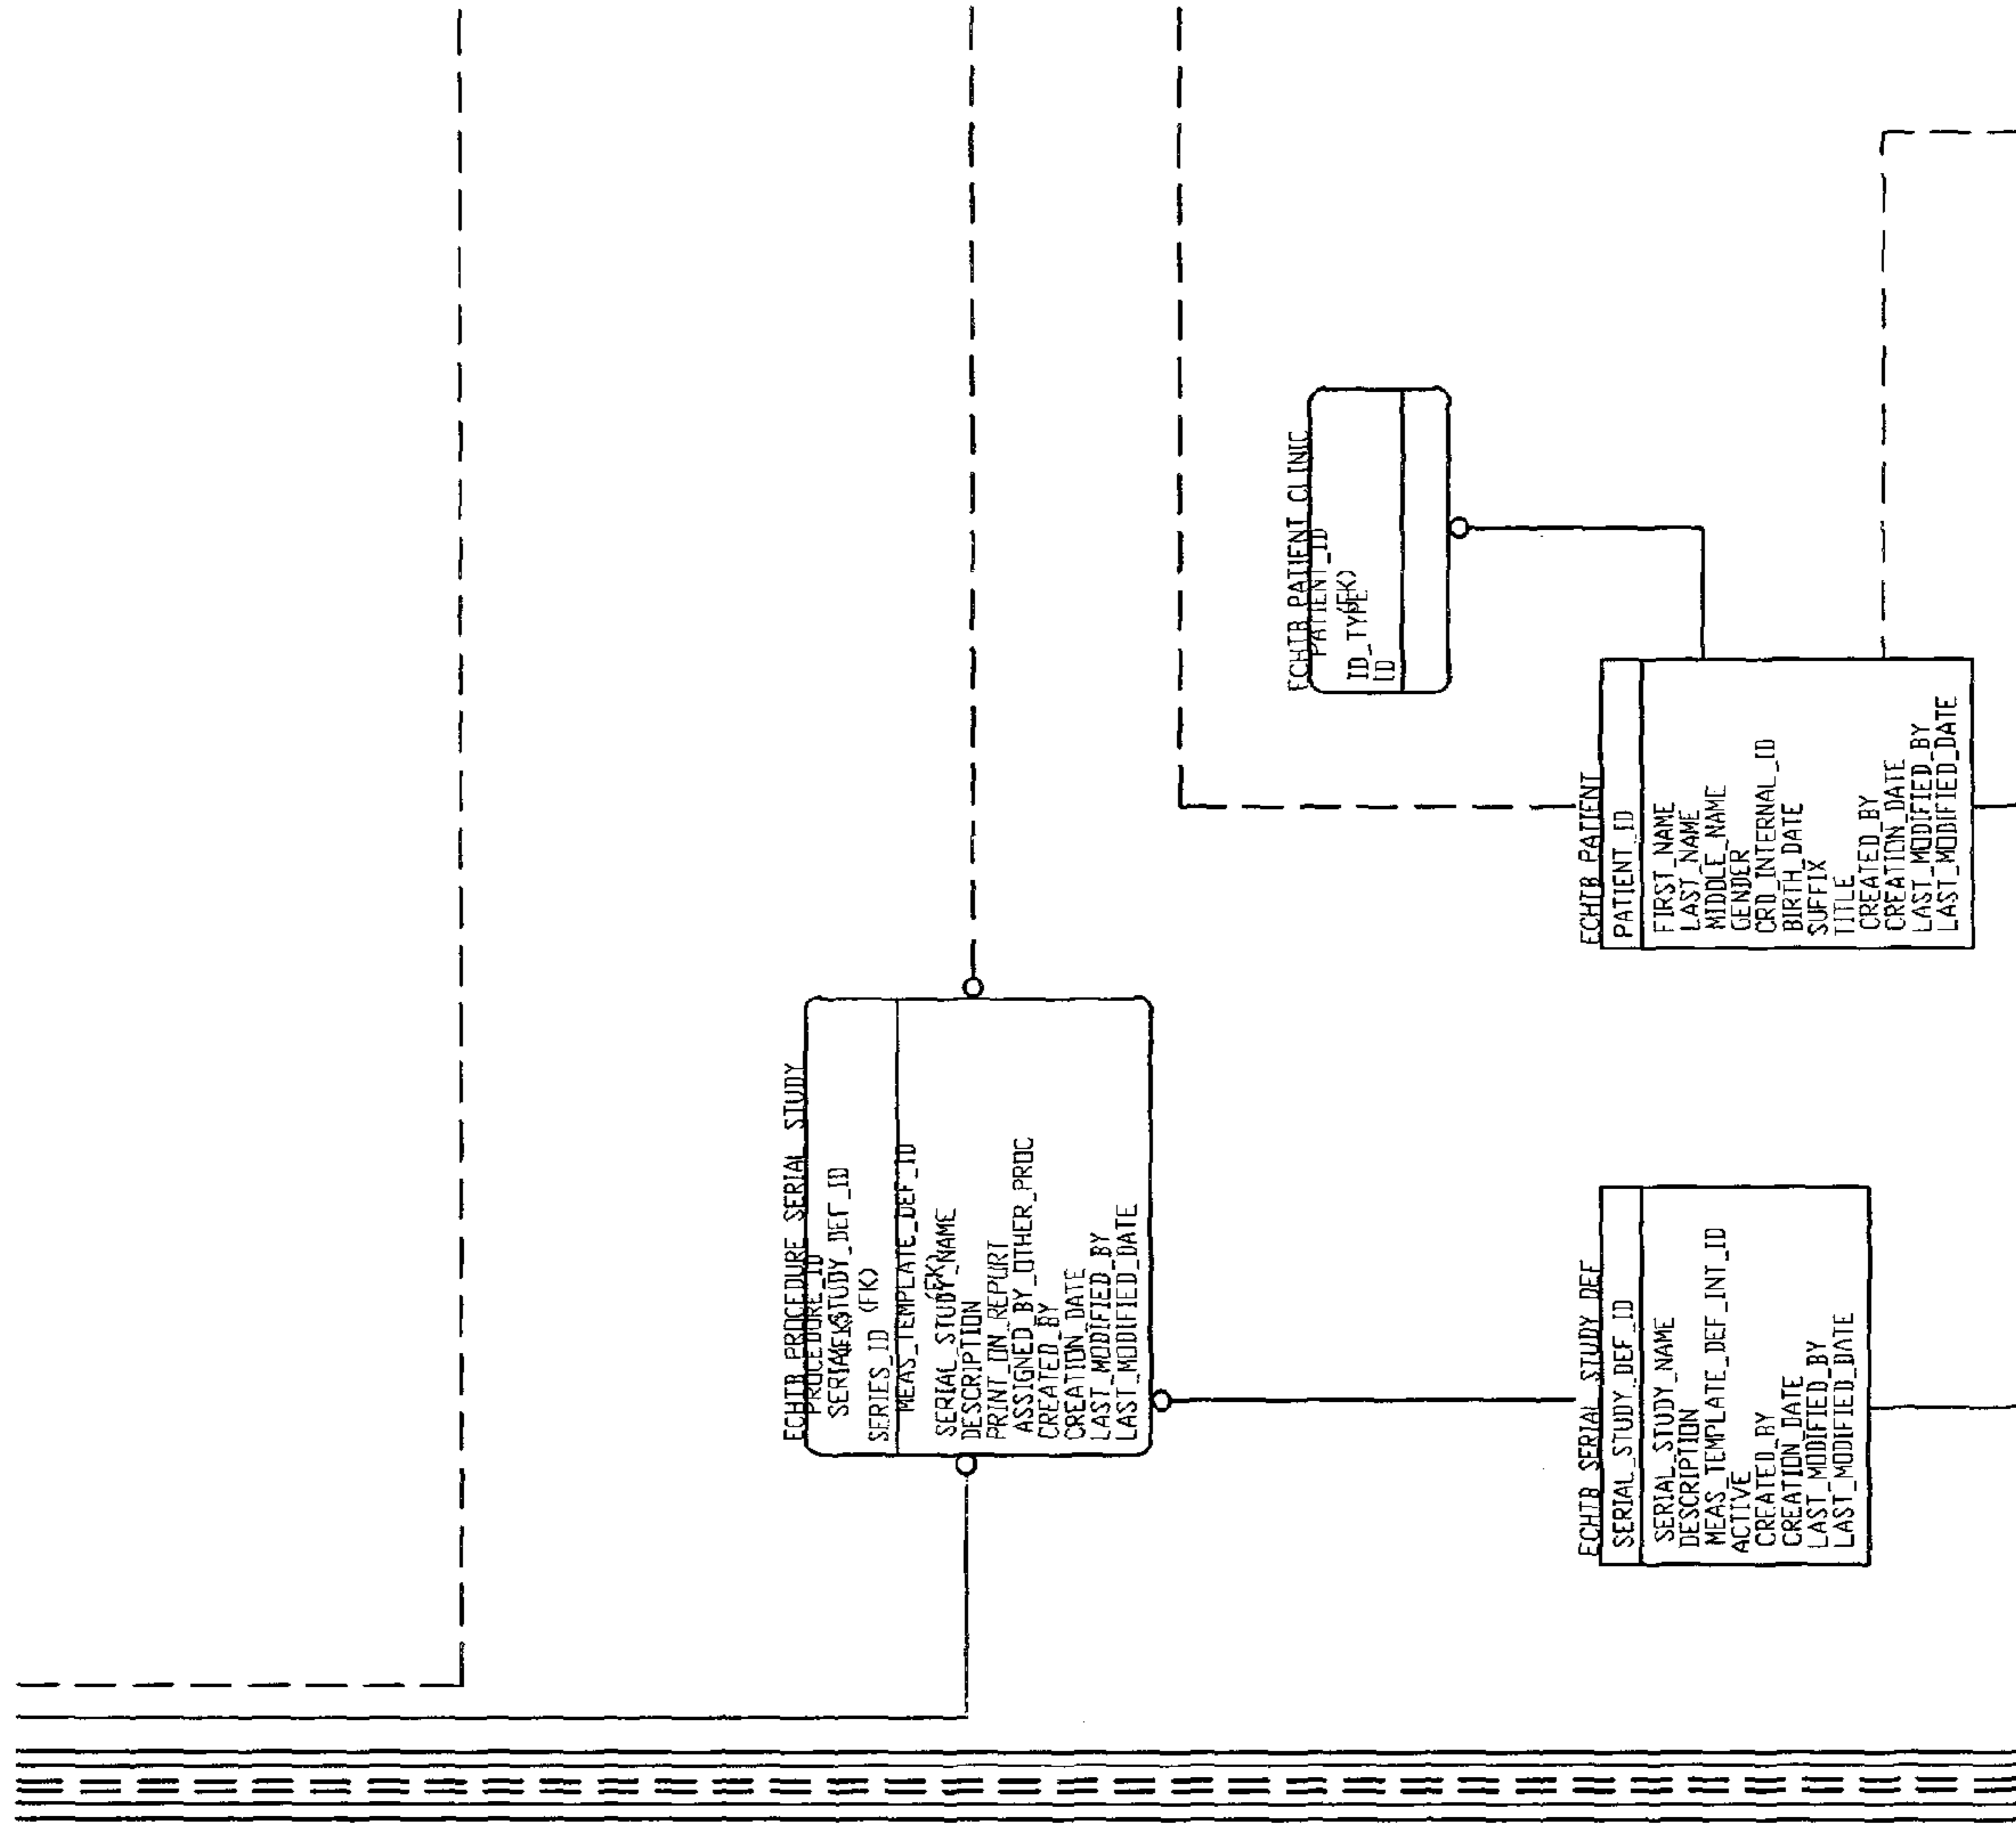 ECHTB_PROCEDURE_SERIAL_STUDY
PROCEDURE_ID
(FK)
SERIAL_STUDY_DEF_ID
(FK)
SERIES_ID
MEAS_TEMPLATE_DEF_ID
(FK)
SERIAL_STUDY_NAME
DESCRIPTION
PRINT_ON_REPORT
ASSIGNED_BY_OTHER_PROC
CREATED_BY
CREATION_DATE
LAST_MODIFIED_BY
LAST_MODIFIED_DATE
ECHTB_PATIENT_CLINIC
PATIENT_ID
(FK)
ID_TYPE
ID
ECHTB_PATIENT
PATIENT_ID
FIRST_NAME
LAST_NAME
MIDDLE_NAME
GENDER
CRD_INTERNAL_ID
BIRTH_DATE
SUFFIX
TITLE
CREATED_BY
CREATION_DATE
LAST_MODIFIED_BY
LAST_MODIFIED_DATE
ECHTB_SERIAL_STUDY_DEF
SERIAL_STUDY_DEF_ID
SERIAL_STUDY_NAME
DESCRIPTION
MEAS_TEMPLATE_DEF_INT_ID
ACTIVE
CREATED_BY
CREATION_DATE
LAST_MODIFIED_BY
LAST_MODIFIED_DATE